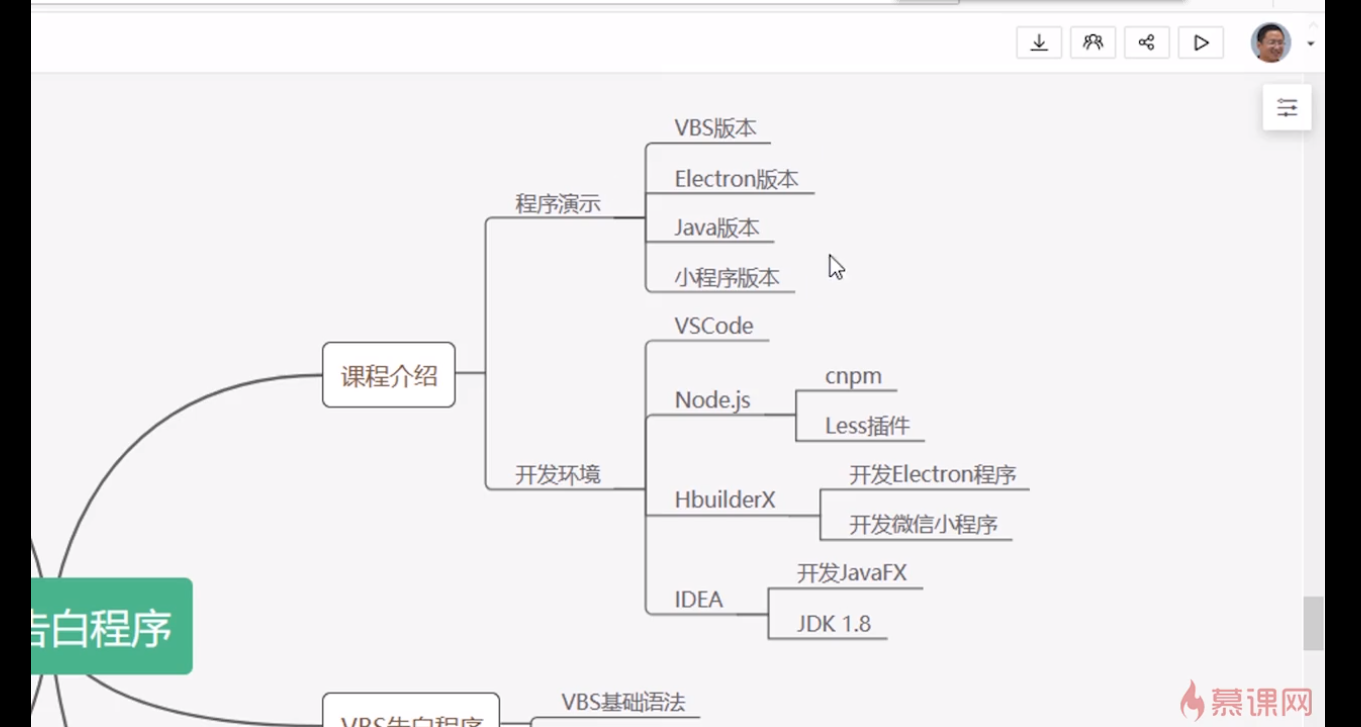 VBS版本
Electron版本
程序演示
Java版本
小程序版本
VSCode
课程介绍
cnpm
Node.js
Less插件
开发环境
开发Electron程序
HbuilderX
开发微信小程序
开发JavaFX
IDEA
JDK 1.8
告白程序
VBS基础语法
VBS告白程序
慕课网